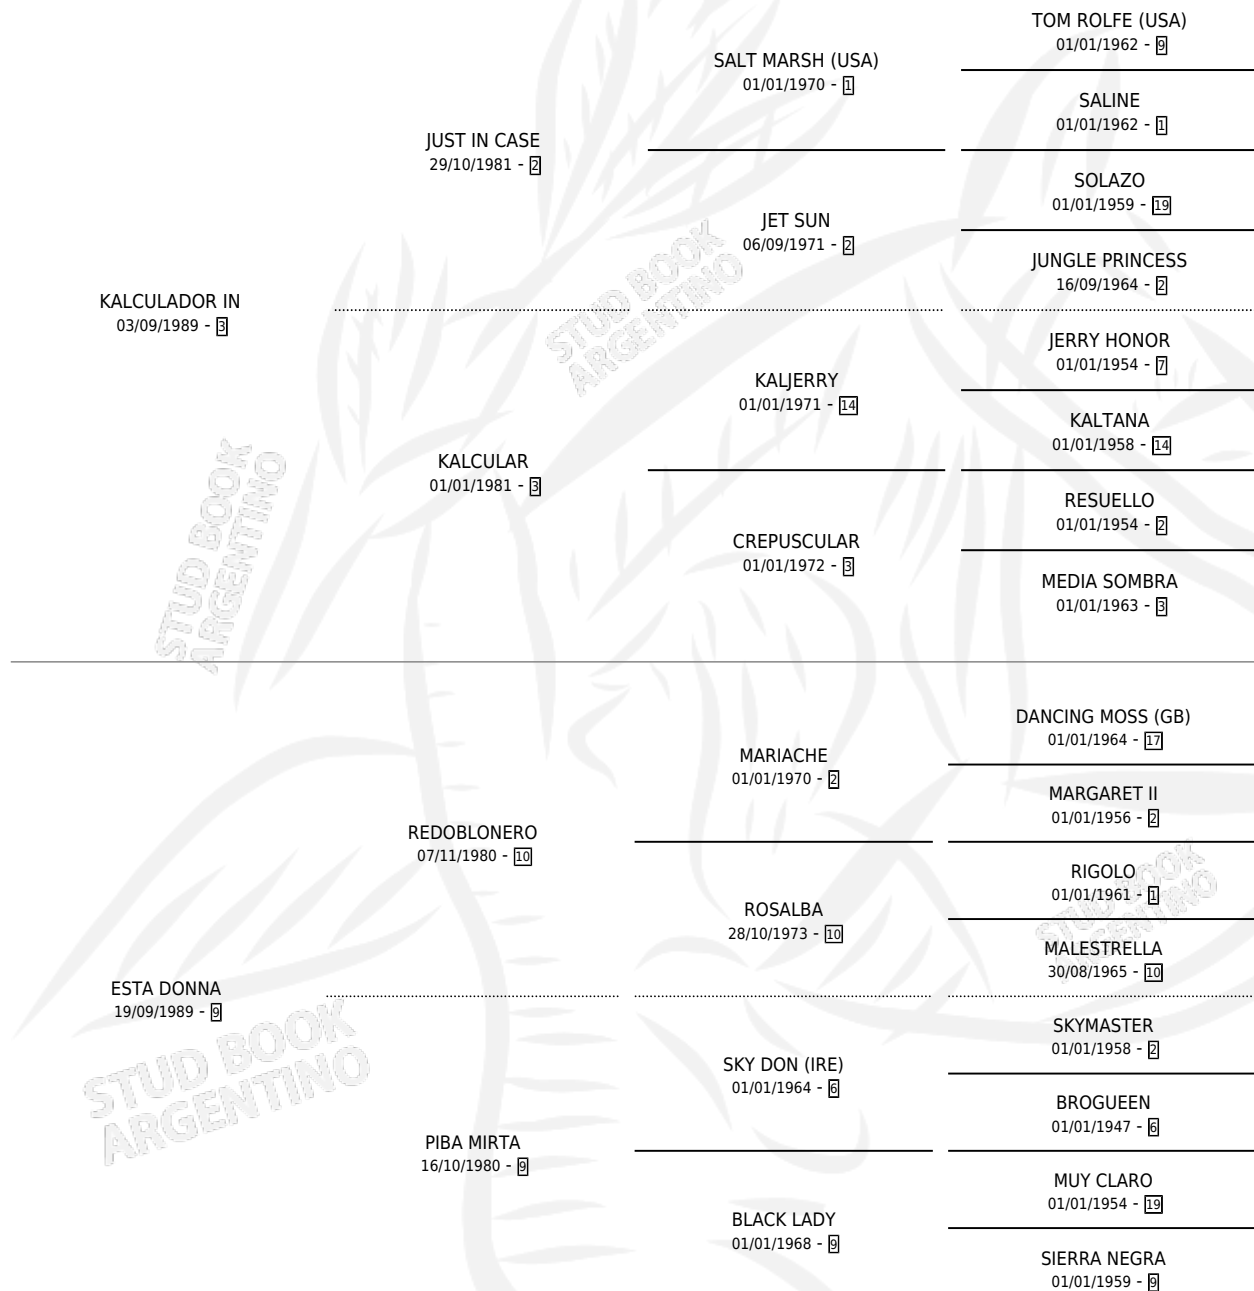 TOM ROLFE (USA)
01/01/1962 - 9
SALT MARSH (USA)
01/01/1970 - 1
SALINE
01/01/1962 - 1
JUST IN CASE
29/10/1981 - 2
SOLAZO
01/01/1959 - 19
JET SUN
06/09/1971 - 2
JUNGLE PRINCESS
16/09/1964 - 2
KALCULADOR IN
03/09/1989 - 3
STUD BOOK
ARGENTINO
JERRY HONOR
01/01/1954 - 7
KALJERRY
01/01/1971 - 14
KALTANA
01/01/1958 - 14
KALCULAR
01/01/1981 - 3
RESUELLO
01/01/1954 - 2
CREPUSCULAR
01/01/1972 - 3
MEDIA SOMBRA
01/01/1963 - 3
STUD BOOK
ARGENTINO
DANCING MOSS (GB)
01/01/1964 - 17
MARIACHE
01/01/1970 - 2
MARGARET II
01/01/1956 - 2
REDOBLONERO
07/11/1980 - 10
RIGOLO
01/01/1961 - 1
ROSALBA
28/10/1973 - 10
STUD BOOK
ARGENTINO
MALESTRELLA
30/08/1965 - 10
ESTA DONNA
19/09/1989 - 9
SKYMASTER
01/01/1958 - 2
SKY DON (IRE)
01/01/1964 - 6
STUD BOOK
ARGENTINO
BROGUEEN
01/01/1947 - 6
PIBA MIRTA
16/10/1980 - 9
MUY CLARO
01/01/1954 - 19
BLACK LADY
01/01/1968 - 9
SIERRA NEGRA
01/01/1959 - 9